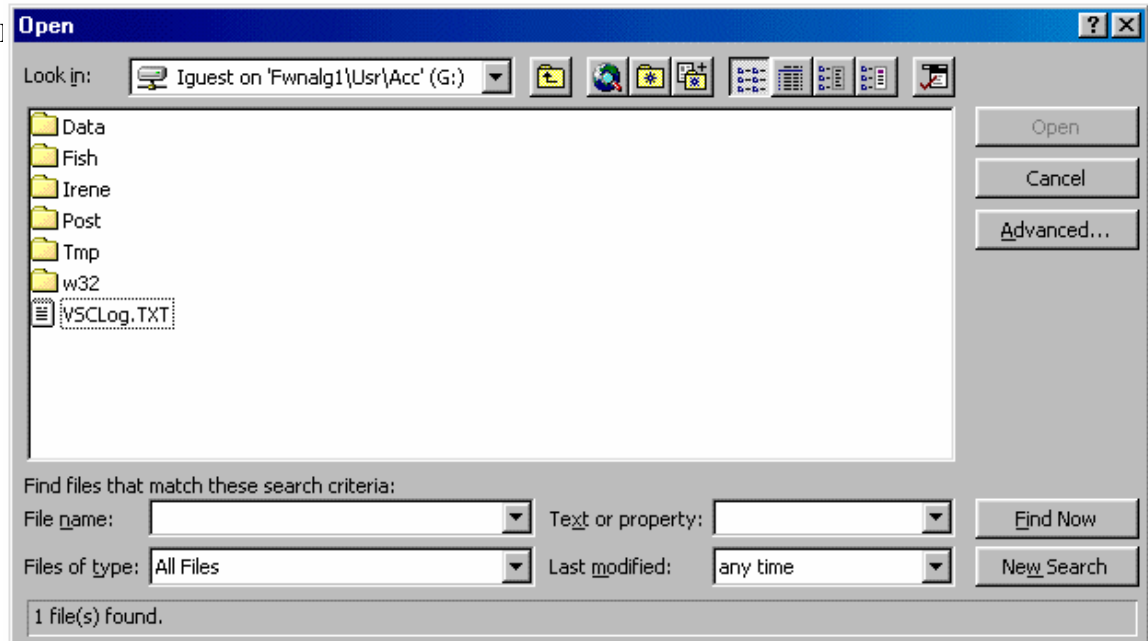 Open
Look in: Iguest on 'Fwnalg1\Usr\Acc' (G:)
Data
Fish
Irene
Post
Tmp
w32
VSCLog.TXT
Open
Cancel
Advanced...
Find files that match these search criteria:
File name: Text or property: Find Now
Files of type: All Files Last modified: any time New Search
1 file(s) found.